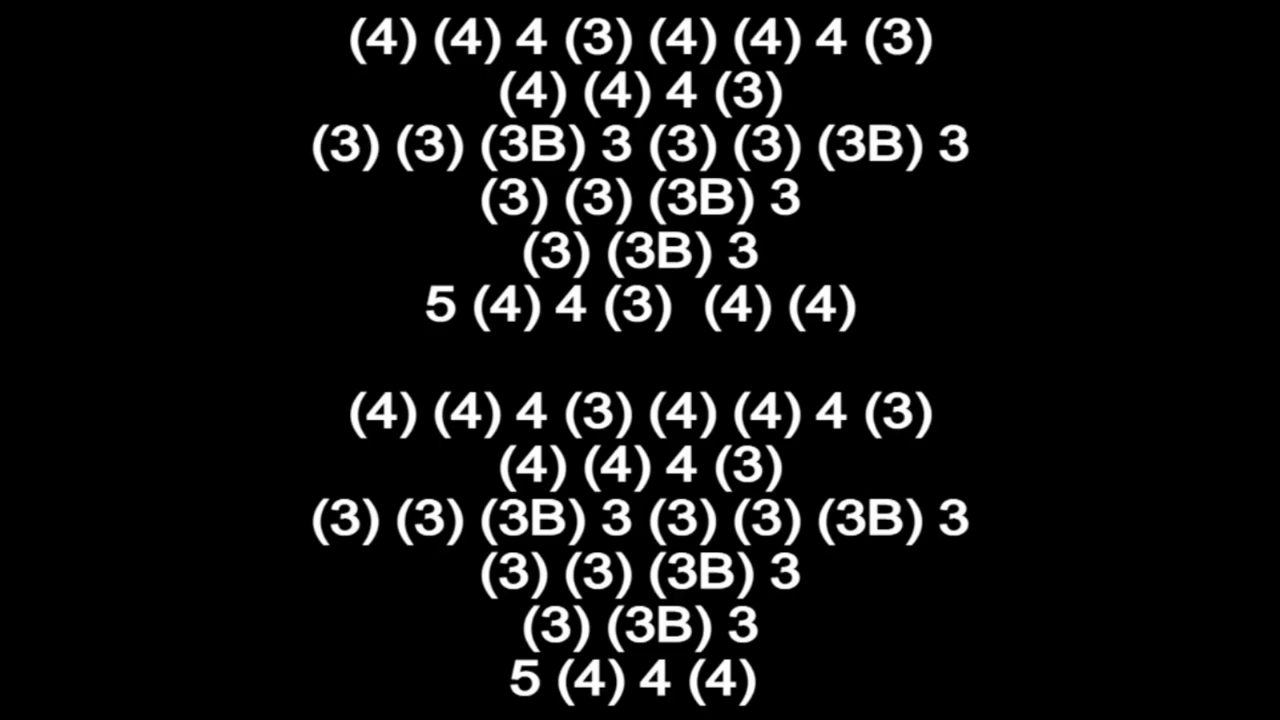 (4) (4) 4 (3) (4) (4) 4 (3)
(4) (4) 4 (3)
(3) (3) (3B) 3 (3) (3) (3B) 3
(3) (3) (3B) 3
(3) (3B) 3
5 (4) 4 (3) (4) (4)
(4) (4) 4 (3) (4) (4) 4 (3)
(4) (4) 4 (3)
(3) (3) (3B) 3 (3) (3) (3B) 3
(3) (3) (3B) 3
(3) (3B) 3
5 (4) 4 (4)